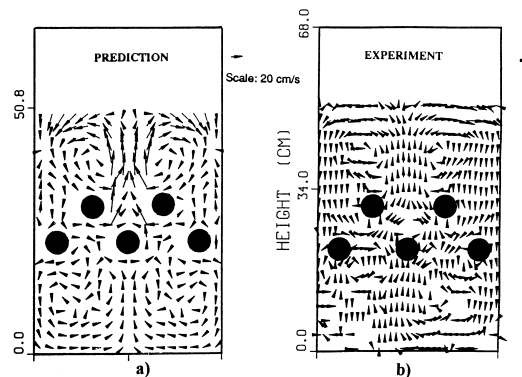 PREDICTION
50.8
0.0
a)
Scale: 20 cm/s
68.0
EXPERIMENT
HEIGHT (CM)
34.0
0.0
b)